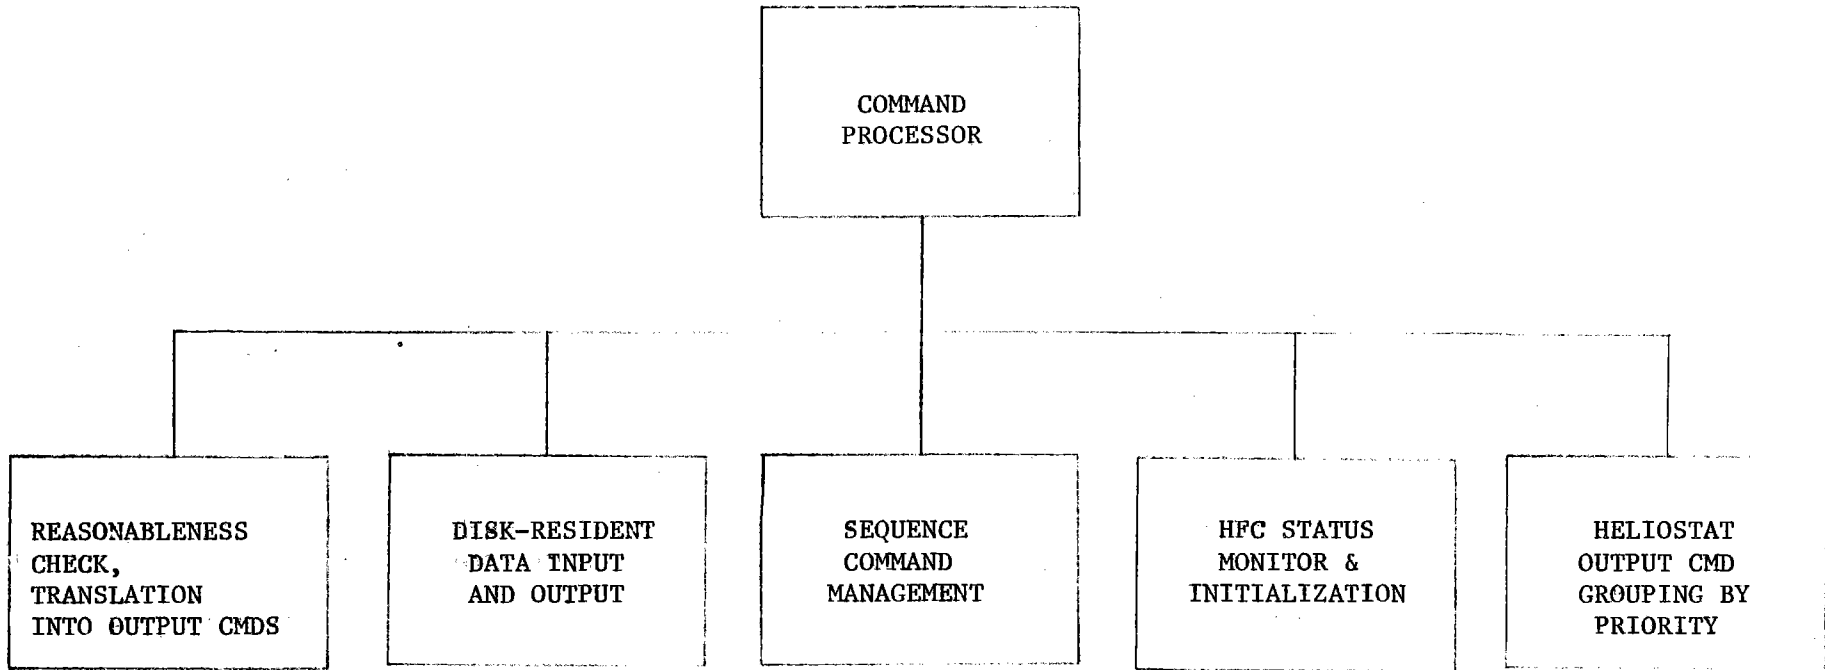 COMMAND
PROCESSOR
REASONABLENESS
CHECK,
TRANSLATION
INTO OUTPUT CMDS
DISK-RESIDENT
DATA INPUT
AND OUTPUT
SEQUENCE
COMMAND
MANAGEMENT
HFC STATUS
MONITOR &
INITIALIZATION
HELIOSTAT
OUTPUT CMD
GROUPING BY
PRIORITY